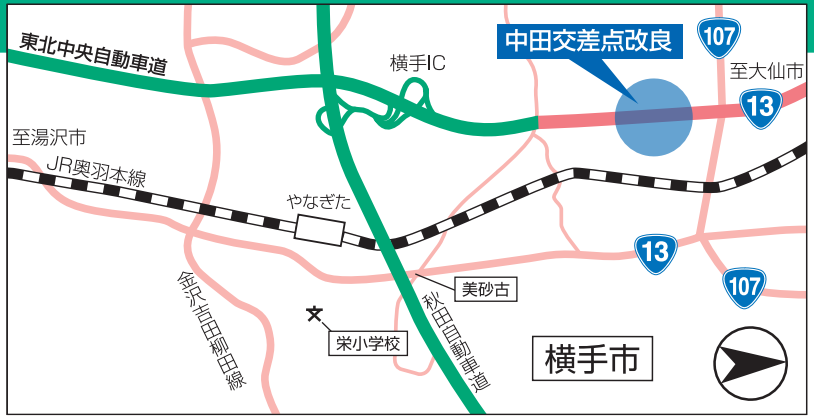 中田交差点改良
107
東北中央自動車道
横手IC
至大仙市
13
至湯沢市
JR奥羽本線
やなぎた
13
107
美砂古
金沢吉田柳田線
秋田自動車道
栄小学校
横手市